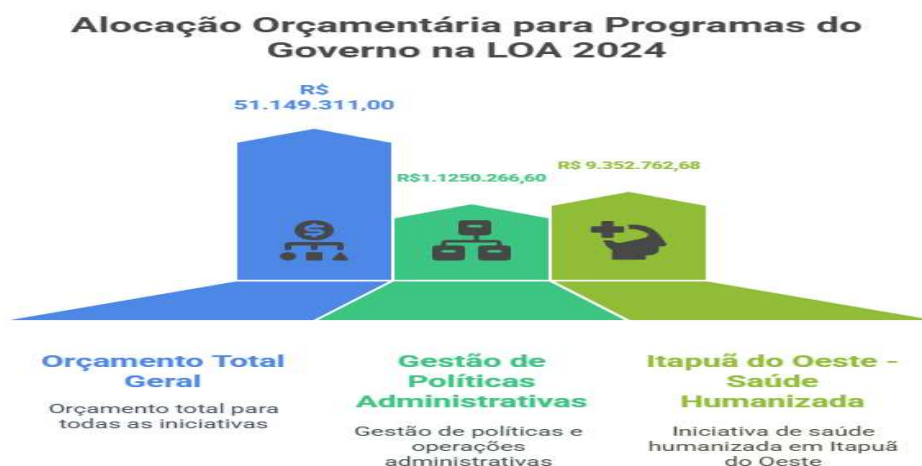 Alocação Orçamentária para Programas do
Governo na LOA 2024
R$
51.149.311,00
R$1.1250.266,60
R$ 9.352.762,68
$
Orçamento Total
Geral
Orçamento total para
todas as iniciativas
Gestão de
Políticas
Administrativas
Gestão de políticas e
operações
administrativas
Itapuã do Oeste -
Saúde
Humanizada
Iniciativa de saúde
humanizada em Itapuã
do Oeste